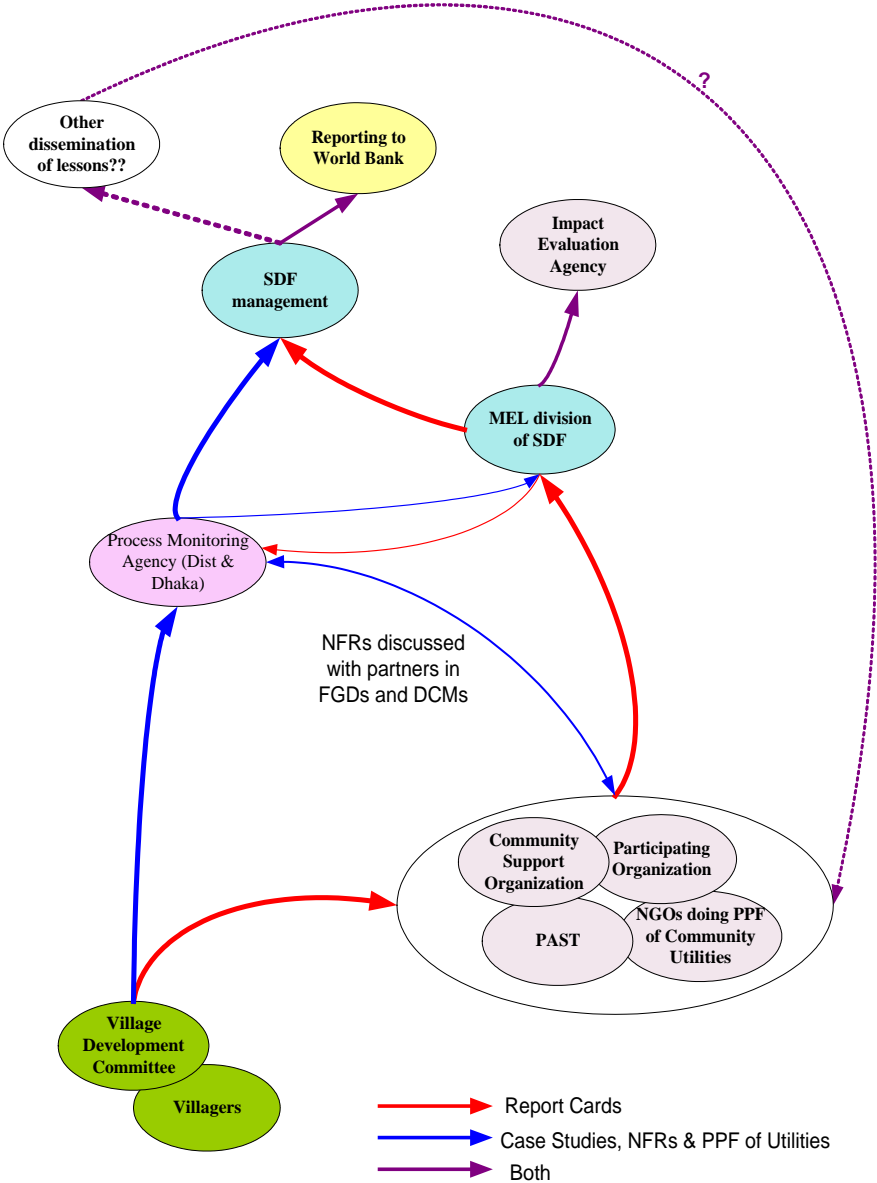 ?
Other
dissemination
of lessons??
Reporting to
World Bank
Impact
Evaluation
Agency
SDF
management
MEL division
of SDF
Process Monitoring
Agency (Dist &
Dhaka)
NFRs discussed
with partners in
FGDs and DCMs
Community
Support
Organization
Participating
Organization
PAST
NGOs doing PPF
of Community
Utilities
Village
Development
Committee
Villagers
Report Cards
Case Studies, NFRs & PPF of Utilities
Both